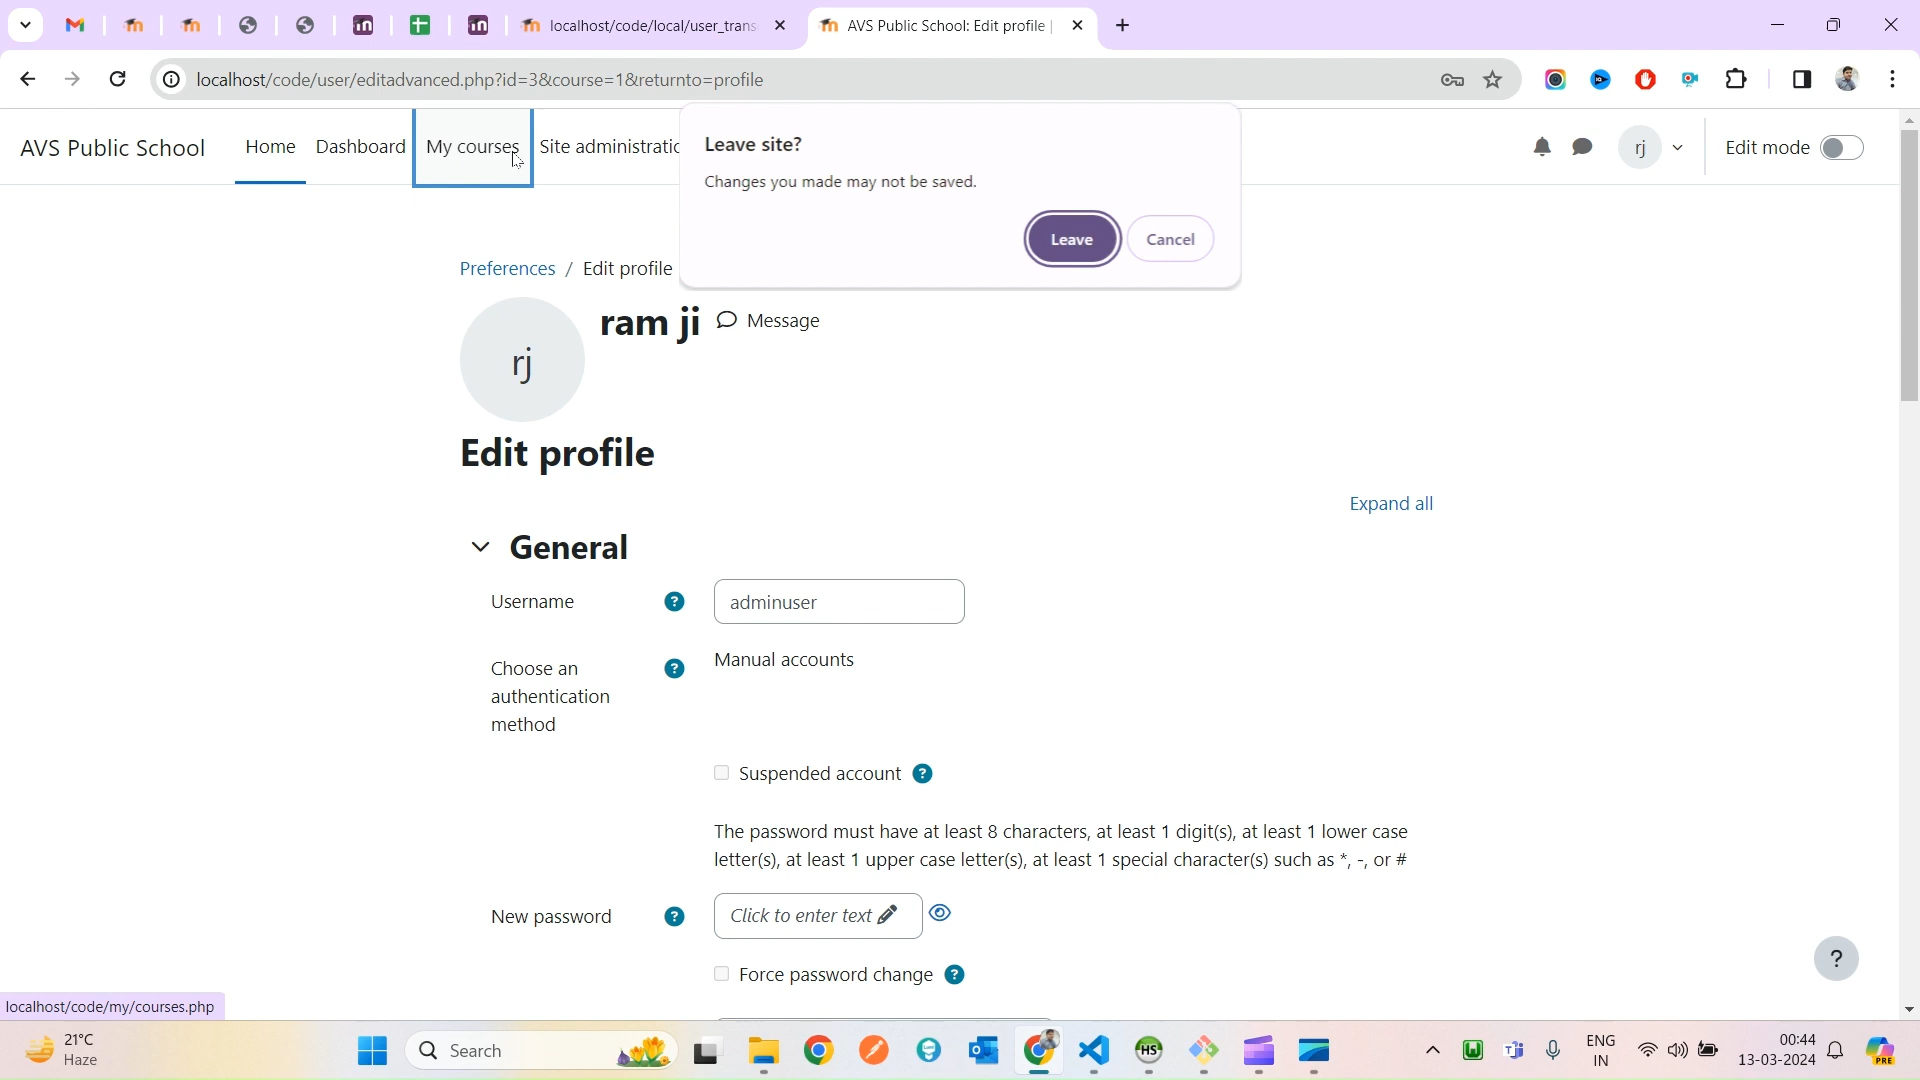 localhost/code/local/user_trans
AVS Public School: Edit profile |
localhost/code/user/editadvanced.php?id=3&course=1&returnto=profile
AVS Public School
Home
Dashboard
My courses
Site administratio
Leave site?
Changes you made may not be saved.
Leave
Cancel
rj
Edit mode
Preferences / Edit profile
rj
ram ji
Message
Edit profile
Expand all
General
Username
?
adminuser
Choose an
authentication
method
?
Manual accounts
Suspended account
?
The password must have at least 8 characters, at least 1 digit(s), at least 1 lower case
letter(s), at least 1 upper case letter(s), at least 1 special character(s) such as *, -, or #
New password
?
Click to enter text
Force password change
?
?
localhost/code/my/courses.php
21°C
Haze
Search
HS
ENG
IN
00:44
13-03-2024
PRE